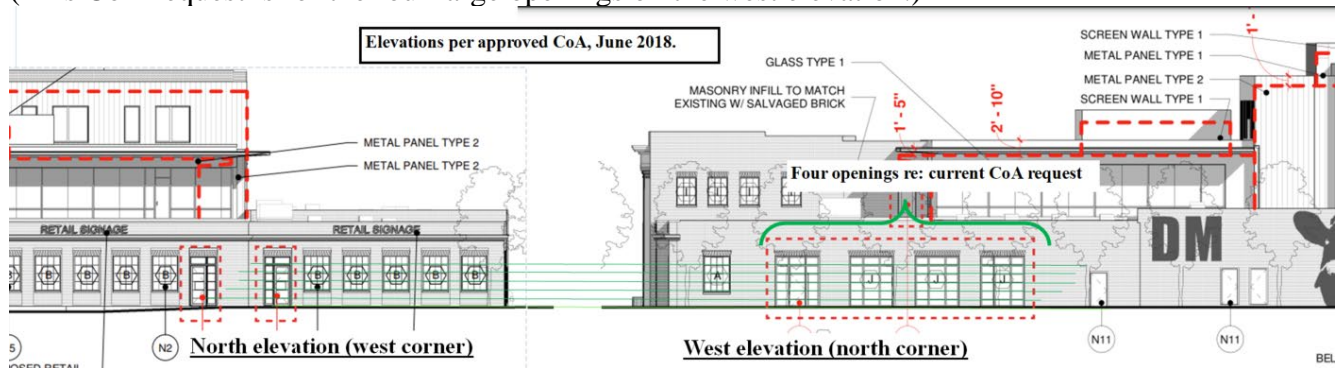 Elevations per approved CoA, June 2018.
SCREEN WALL TYPE 1
METAL PANEL TYPE 1
METAL PANEL TYPE 2
SCREEN WALL TYPE 1
GLASS TYPE 1
MASONRY INFILL TO MATCH
EXISTING W/ SALVAGED BRICK
1' - 5"
2' - 10"
1' -
METAL PANEL TYPE 2
METAL PANEL TYPE 2
Four openings re: current CoA request
RETAIL SIGNAGE
RETAIL SIGNAGE
DM
B B B B B B B B
A
J J J
N2
N11
N11
5
North elevation (west corner)
West elevation (north corner)
BEL